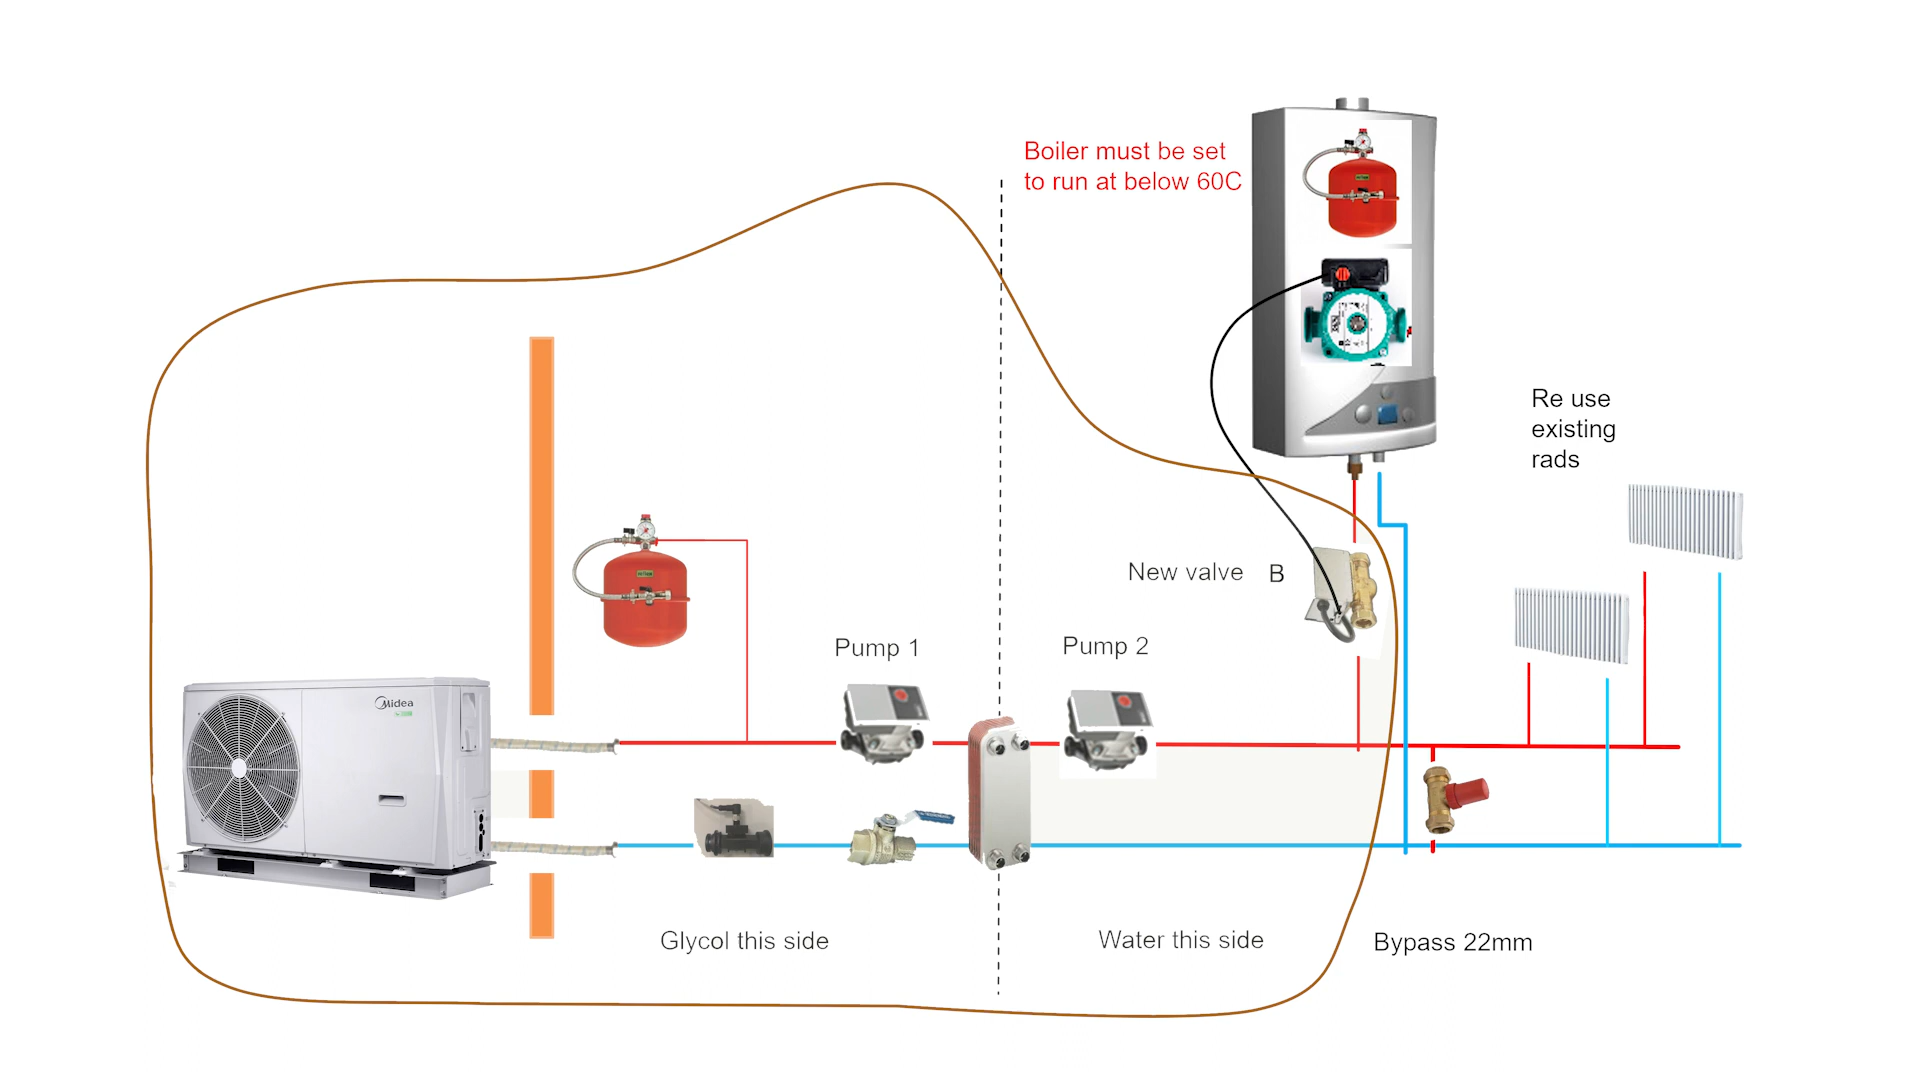 Boiler must be set
to run at below 60C
Re use
existing
rads
New valve B
Pump 1
Pump 2
Midea
Glycol this side
Water this side
Bypass 22mm